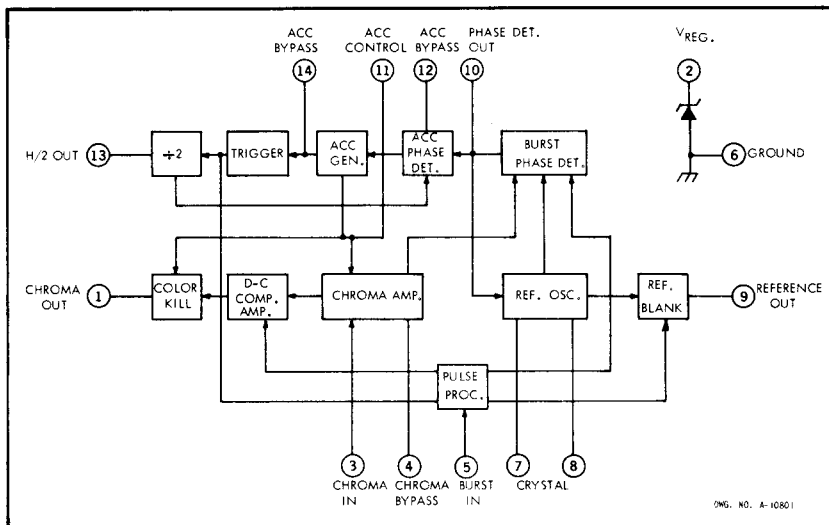 ACC BYPASS
ACC CONTROL
ACC BYPASS
PHASE DET. OUT
VREG.
14
11
12
10
2
H/2 OUT
13
÷2
TRIGGER
ACC GEN.
ACC PHASE DET.
BURST PHASE DET.
6
GROUND
CHROMA OUT
1
COLOR KILL
D-C COMP. AMP.
CHROMA AMP.
REF. OSC.
REF. BLANK
9
REFERENCE OUT
PULSE PROC.
3
4
5
7
8
CHROMA IN
CHROMA BYPASS
BURST IN
CRYSTAL
DWG. NO. A-10801